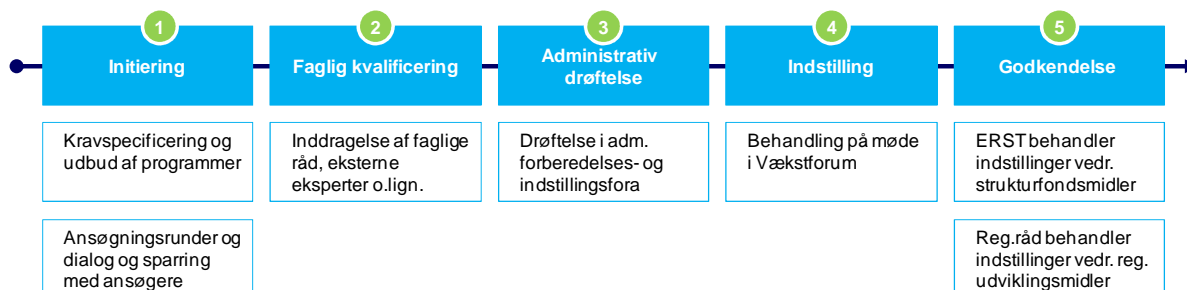 1
Initiering
Kravspecificering og
udbud af programmer
Ansøgningsrunder og
dialog og sparring
med ansøgere
2
Faglig kvalificering
Inddragelse af faglige
råd, eksterne
eksperter o.lign.
3
Administrativ
drøftelse
Drøftelse i adm.
forberedelses- og
indstillingsfora
4
Indstilling
Behandling på møde
i Vækstforum
5
Godkendelse
ERST behandler
indstillinger vedr.
strukturfondsmidler
Reg.råd behandler
indstillinger vedr. reg.
udviklingsmidler